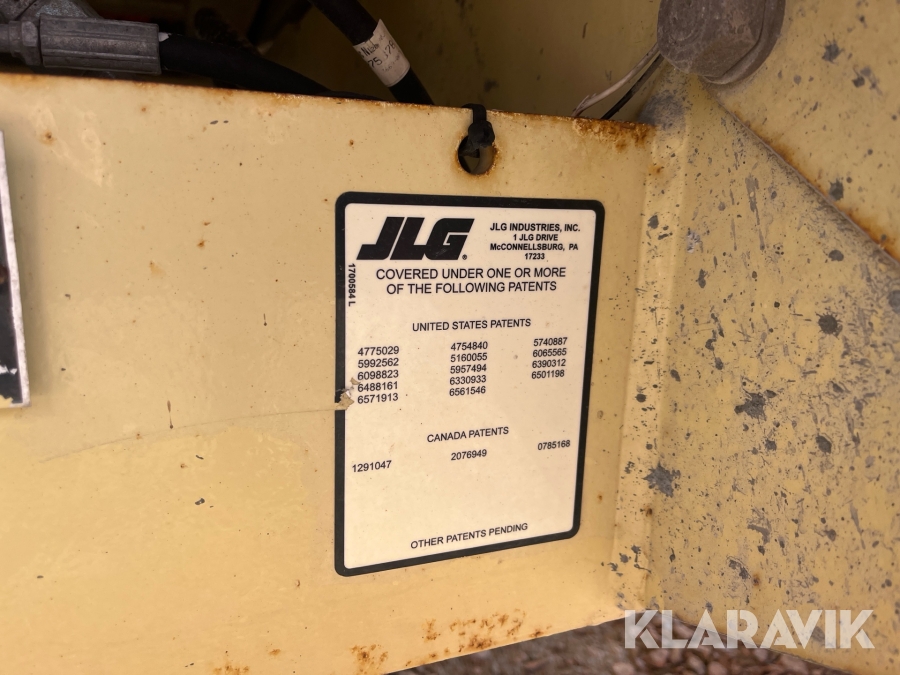 JLG®
JLG INDUSTRIES, INC.
1 JLG DRIVE
McCONNELLSBURG, PA
17233
1700584 L
COVERED UNDER ONE OR MORE
OF THE FOLLOWING PATENTS
UNITED STATES PATENTS
4775029 4754840 5740887
5992562 5160055 6065565
6098823 5957494 6390312
6488161 6330933 6501198
6571913 6561546
CANADA PATENTS
1291047 2076949 0785168
OTHER PATENTS PENDING
KLARAVIK